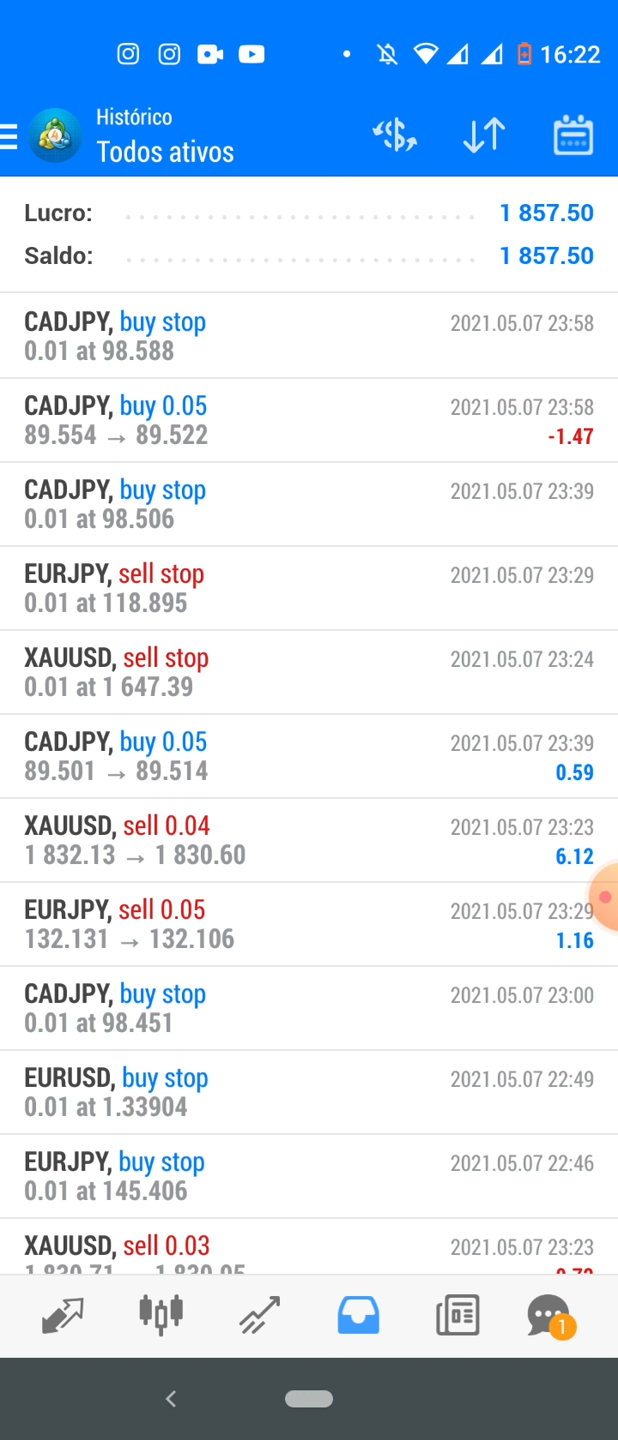 16:22
Histórico
Todos ativos
Lucro: 1 857.50
Saldo: 1 857.50
CADJPY, buy stop 2021.05.07 23:58
0.01 at 98.588
CADJPY, buy 0.05 2021.05.07 23:58
89.554 → 89.522 -1.47
CADJPY, buy stop 2021.05.07 23:39
0.01 at 98.506
EURJPY, sell stop 2021.05.07 23:29
0.01 at 118.895
XAUUSD, sell stop 2021.05.07 23:24
0.01 at 1 647.39
CADJPY, buy 0.05 2021.05.07 23:39
89.501 → 89.514 0.59
XAUUSD, sell 0.04 2021.05.07 23:23
1 832.13 → 1 830.60 6.12
EURJPY, sell 0.05 2021.05.07 23:29
132.131 → 132.106 1.16
CADJPY, buy stop 2021.05.07 23:00
0.01 at 98.451
EURUSD, buy stop 2021.05.07 22:49
0.01 at 1.33904
EURJPY, buy stop 2021.05.07 22:46
0.01 at 145.406
XAUUSD, sell 0.03 2021.05.07 23:23
1